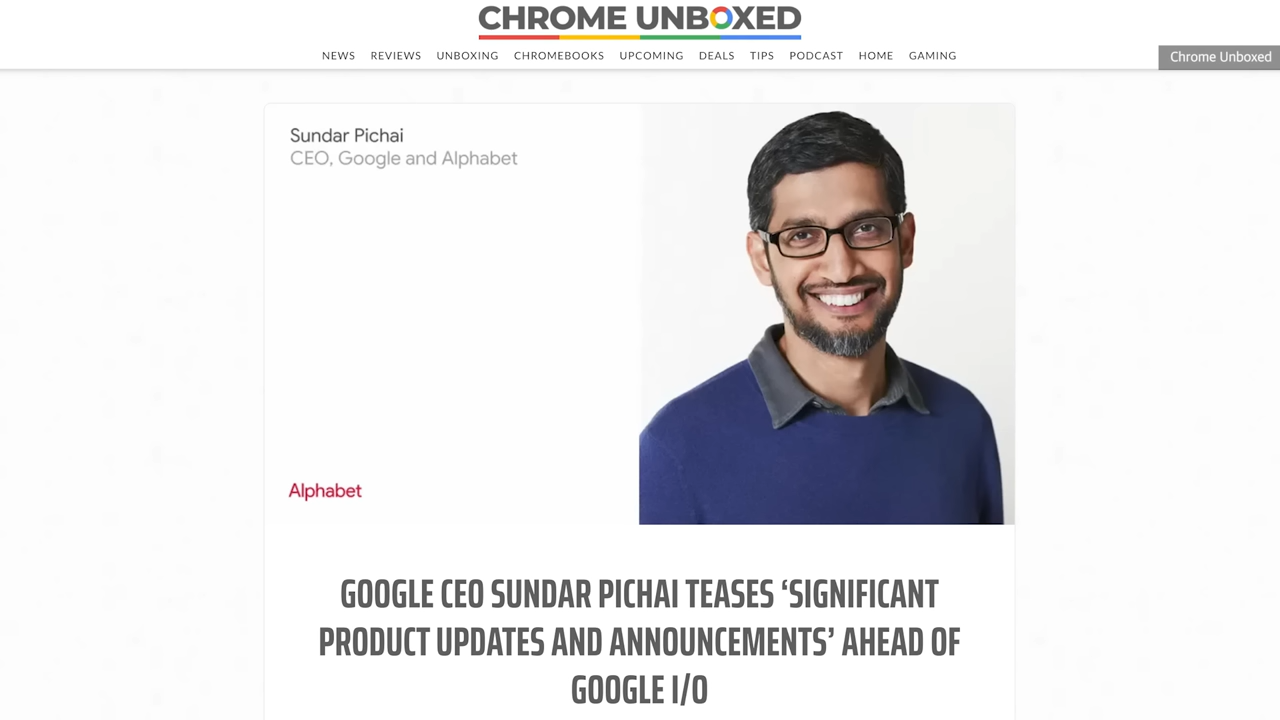 CHROME UNBOXED
NEWS REVIEWS UNBOXING CHROMEBOOKS UPCOMING DEALS TIPS PODCAST HOME GAMING
Chrome Unboxed
Sundar Pichai
CEO, Google and Alphabet
Alphabet
GOOGLE CEO SUNDAR PICHAI TEASES ‘SIGNIFICANT
PRODUCT UPDATES AND ANNOUNCEMENTS’ AHEAD OF
GOOGLE I/O